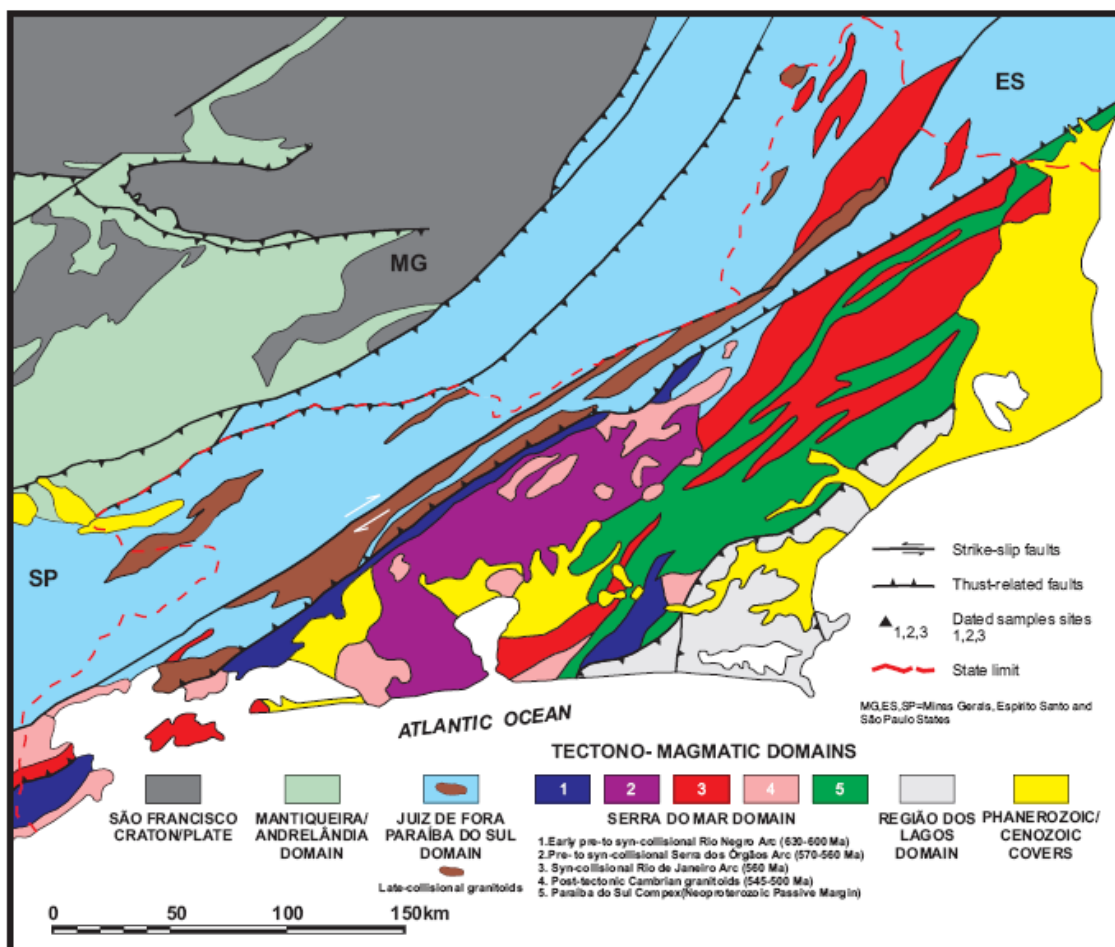 ES
MG
SP
ATLANTIC OCEAN
Strike-slip faults
Thust-related faults
1,2,3
Dated samples sites
1,2,3
State limit
MG,ES,SP=Minas Gerais, Espirito Santo and
São Paulo States
TECTONO- MAGMATIC DOMAINS
1 2 3 4 5
SÃO FRANCISCO
CRATON/PLATE
MANTIQUEIRA/
ANDRELÂNDIA
DOMAIN
JUIZ DE FORA
PARAÍBA DO SUL
DOMAIN
Late-collisional granitoids
SERRA DO MAR DOMAIN
1.Early pre-to syn-collisional Rio Negro Arc (630-600 Ma)
2.Pre-to syn-collisional Serra dos Órgãos Arc (570-560 Ma)
3. Syn-collisional Rio de Janeiro Arc (560 Ma)
4. Post-tectonic Cambrian granitoids (545-500 Ma)
5. Paraíba do Sul Compex(Neoproterozoic Passive Margin)
REGIÃO DOS
LAGOS
DOMAIN
PHANEROZOIC/
CENOZOIC
COVERS
0 50 100 150km